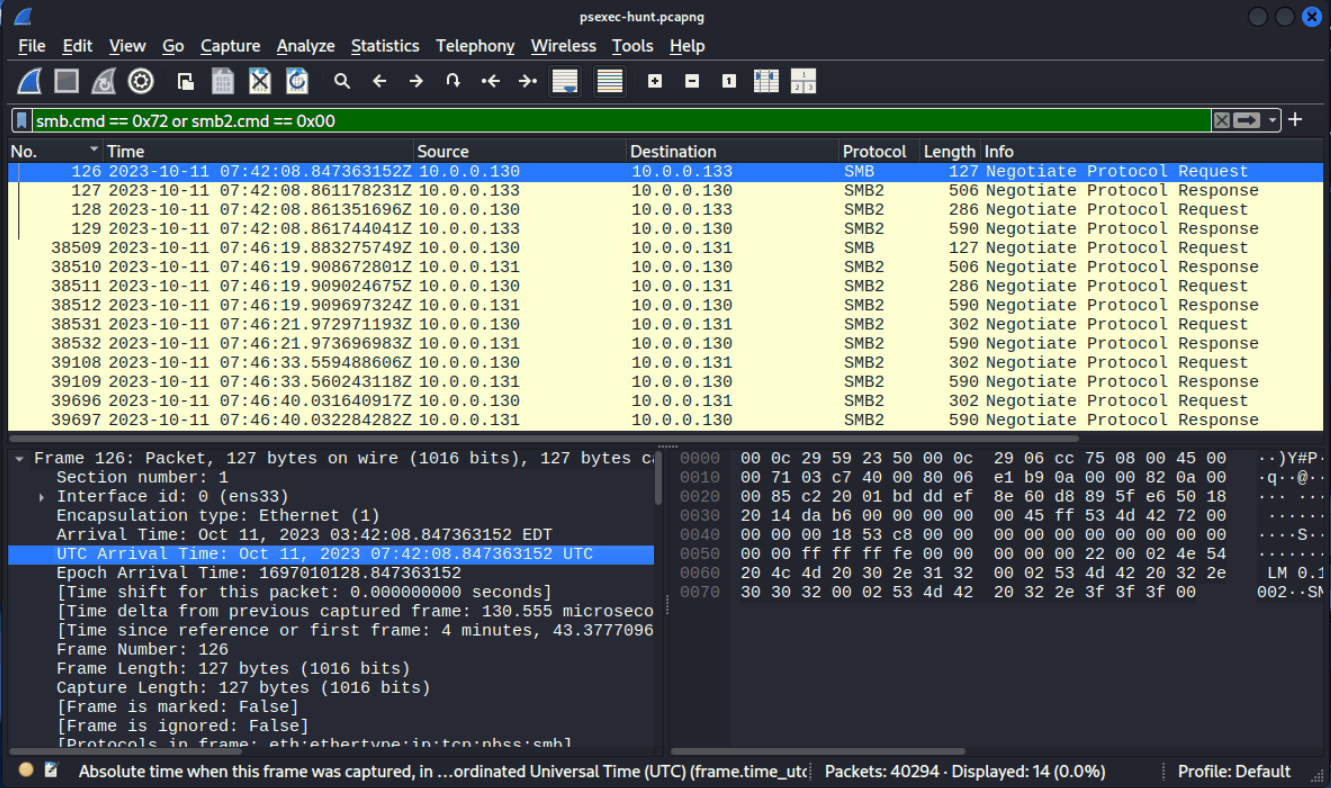 psexec-hunt.pcapng
File Edit View Go Capture Analyze Statistics Telephony Wireless Tools Help
smb.cmd == 0x72 or smb2.cmd == 0x00
No. Time Source Destination Protocol Length Info
126 2023-10-11 07:42:08.847363152Z 10.0.0.130 10.0.0.133 SMB 127 Negotiate Protocol Request
127 2023-10-11 07:42:08.861178231Z 10.0.0.133 10.0.0.130 SMB2 506 Negotiate Protocol Response
128 2023-10-11 07:42:08.861351696Z 10.0.0.130 10.0.0.133 SMB2 286 Negotiate Protocol Request
129 2023-10-11 07:42:08.861744041Z 10.0.0.133 10.0.0.130 SMB2 590 Negotiate Protocol Response
38509 2023-10-11 07:46:19.883275749Z 10.0.0.130 10.0.0.131 SMB 127 Negotiate Protocol Request
38510 2023-10-11 07:46:19.908672801Z 10.0.0.131 10.0.0.130 SMB2 506 Negotiate Protocol Response
38511 2023-10-11 07:46:19.909024675Z 10.0.0.130 10.0.0.131 SMB2 286 Negotiate Protocol Request
38512 2023-10-11 07:46:19.909697324Z 10.0.0.131 10.0.0.130 SMB2 590 Negotiate Protocol Response
38531 2023-10-11 07:46:21.972971193Z 10.0.0.130 10.0.0.131 SMB2 302 Negotiate Protocol Request
38532 2023-10-11 07:46:21.973696983Z 10.0.0.131 10.0.0.130 SMB2 590 Negotiate Protocol Response
39108 2023-10-11 07:46:33.559488606Z 10.0.0.130 10.0.0.131 SMB2 302 Negotiate Protocol Request
39109 2023-10-11 07:46:33.560243118Z 10.0.0.131 10.0.0.130 SMB2 590 Negotiate Protocol Response
39696 2023-10-11 07:46:40.031640917Z 10.0.0.130 10.0.0.131 SMB2 302 Negotiate Protocol Request
39697 2023-10-11 07:46:40.032284282Z 10.0.0.131 10.0.0.130 SMB2 590 Negotiate Protocol Response
Frame 126: Packet, 127 bytes on wire (1016 bits), 127 bytes ca
Section number: 1
Interface id: 0 (ens33)
Encapsulation type: Ethernet (1)
Arrival Time: Oct 11, 2023 03:42:08.847363152 EDT
UTC Arrival Time: Oct 11, 2023 07:42:08.847363152 UTC
Epoch Arrival Time: 1697010128.847363152
[Time shift for this packet: 0.000000000 seconds]
[Time delta from previous captured frame: 130.555 microseco
[Time since reference or first frame: 4 minutes, 43.3777096
Frame Number: 126
Frame Length: 127 bytes (1016 bits)
Capture Length: 127 bytes (1016 bits)
[Frame is marked: False]
[Frame is ignored: False]
[Protocols in frame: eth:ethertype:ip:tcp:nbss:smb]
0000 00 0c 29 59 23 50 00 0c 29 06 cc 75 08 00 45 00 ··)Y#P·
0010 00 71 03 c7 40 00 80 06 e1 b9 0a 00 00 82 0a 00 ·q··@··
0020 00 85 c2 20 01 bd dd ef 8e 60 d8 89 5f e6 50 18 ··· ···
0030 20 14 da b6 00 00 00 00 00 45 ff 53 4d 42 72 00 ······
0040 00 00 00 18 53 c8 00 00 00 00 00 00 00 00 00 00 ····S··
0050 00 00 ff ff ff fe 00 00 00 00 00 22 00 02 4e 54 ·······
0060 20 4c 4d 20 30 2e 31 32 00 02 53 4d 42 20 32 2e LM 0.1
0070 30 30 32 00 02 53 4d 42 20 32 2e 3f 3f 3f 00 002··SM
Absolute time when this frame was captured, in ...ordinated Universal Time (UTC) (frame.time_utc Packets: 40294 · Displayed: 14 (0.0%) Profile: Default